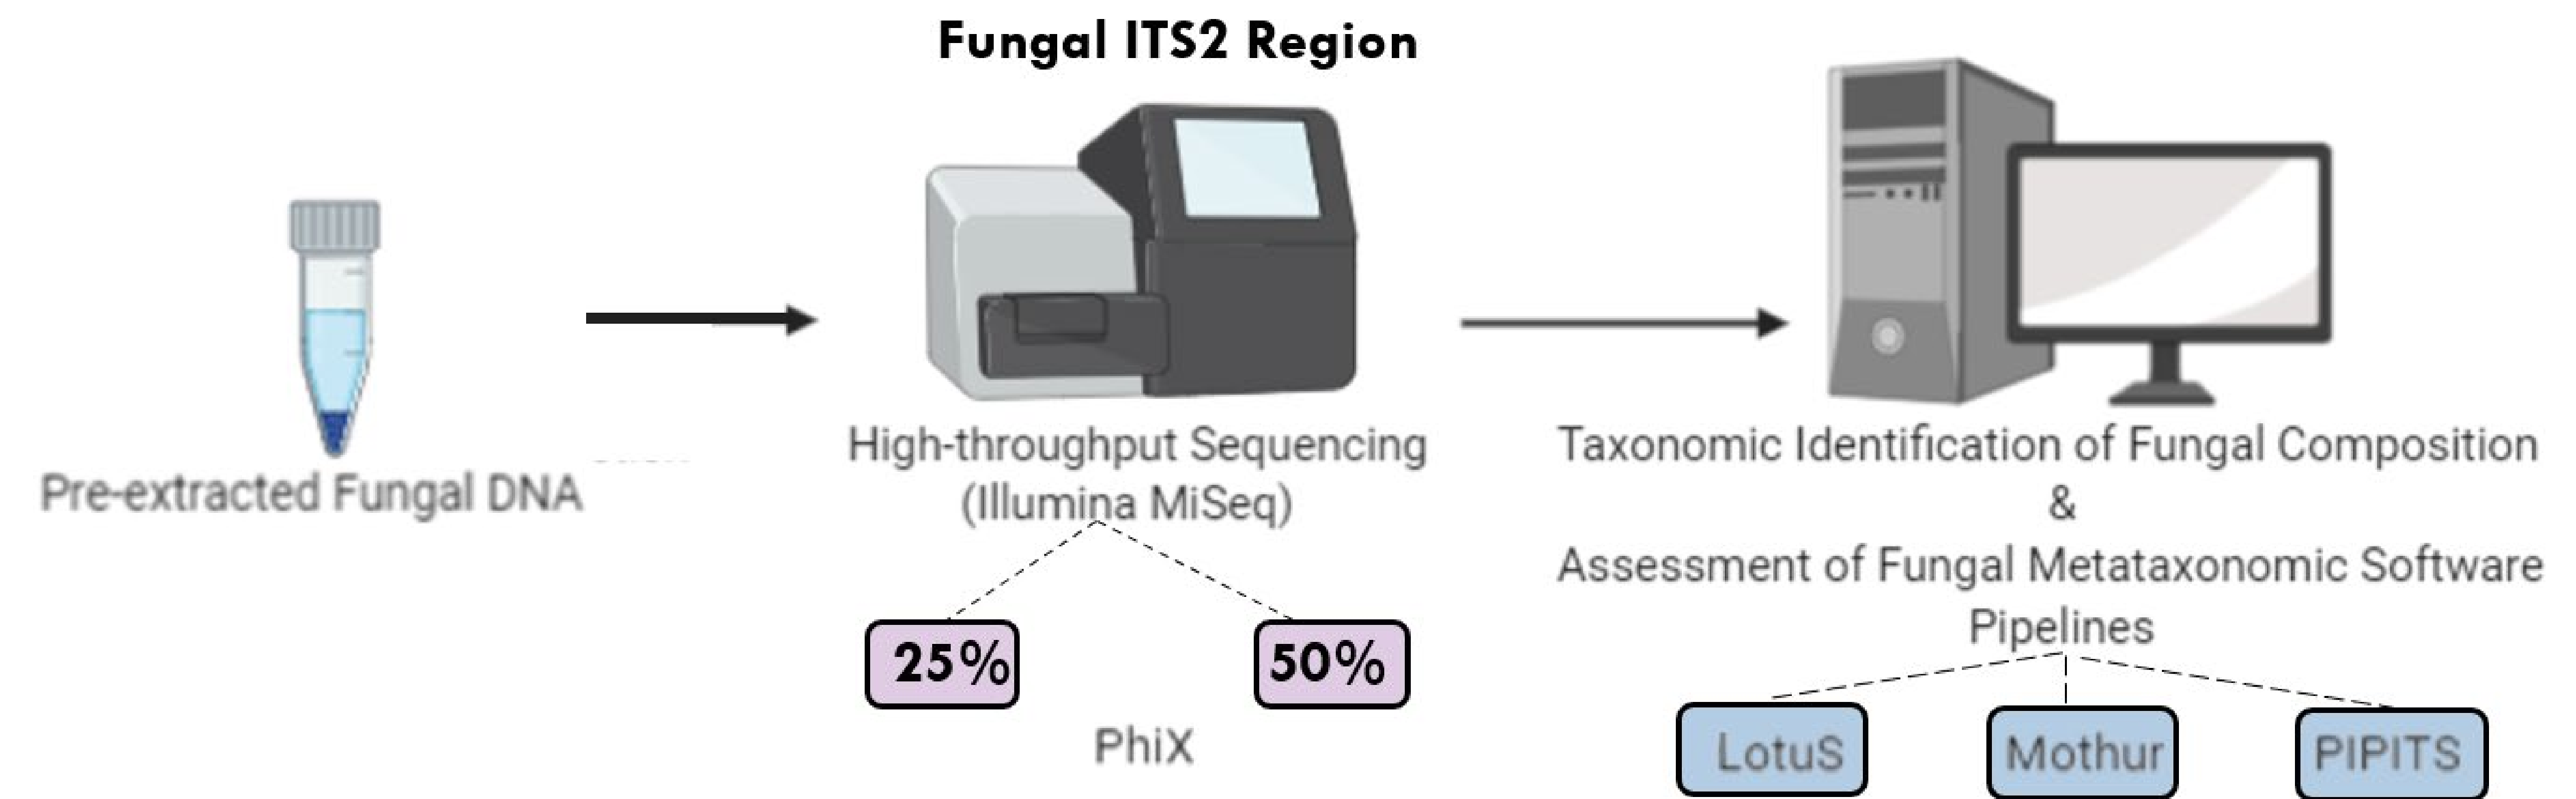 Fungal ITS2 Region
Pre-extracted Fungal DNA
High-throughput Sequencing
(Illumina MiSeq)
25%
50%
PhiX
Taxonomic Identification of Fungal Composition
&
Assessment of Fungal Metataxonomic Software
Pipelines
LotuS
Mothur
PIPITS